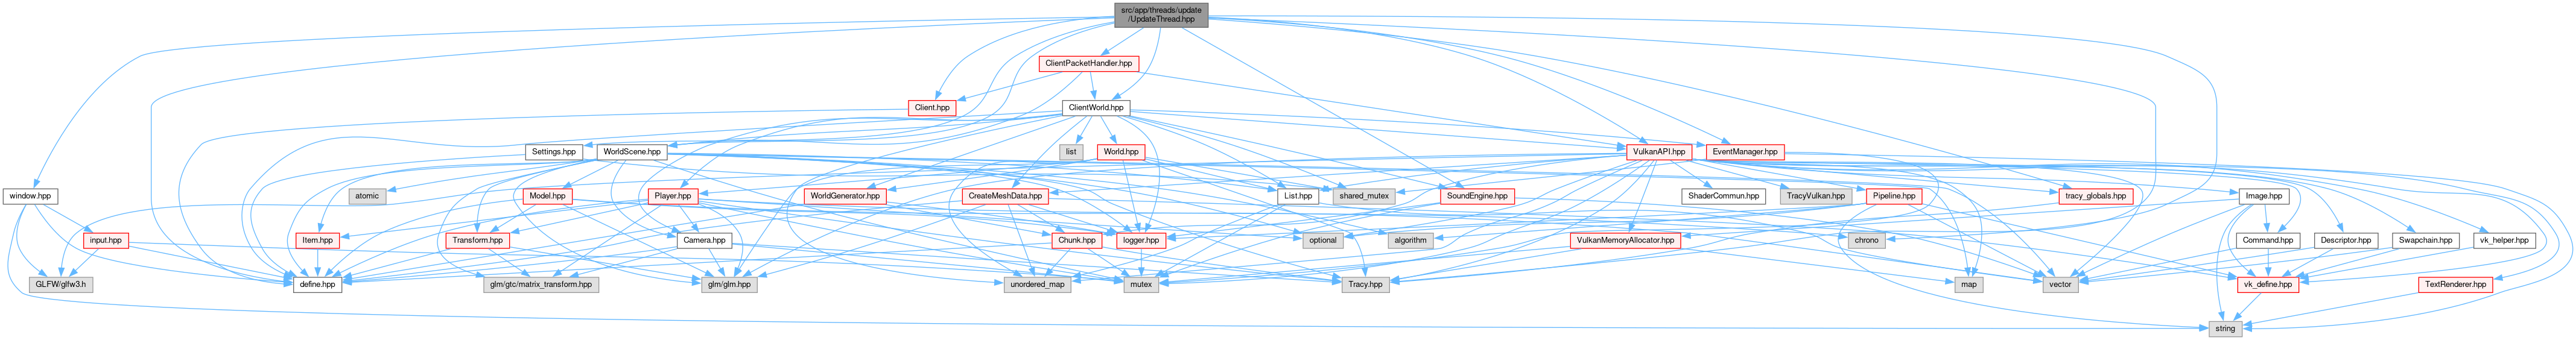 src/app/threads/update
/UpdateThread.hpp
ClientPacketHandler.hpp
Client.hpp
ClientWorld.hpp
Settings.hpp
WorldScene.hpp
list
World.hpp
VulkanAPI.hpp
EventManager.hpp
window.hpp
atomic
Model.hpp
Player.hpp
WorldGenerator.hpp
CreateMeshData.hpp
List.hpp
shared_mutex
SoundEngine.hpp
ShaderCommun.hpp
TracyVulkan.hpp
Pipeline.hpp
tracy_globals.hpp
Image.hpp
input.hpp
Item.hpp
Transform.hpp
Camera.hpp
logger.hpp
Chunk.hpp
optional
algorithm
VulkanMemoryAllocator.hpp
chrono
Command.hpp
Descriptor.hpp
Swapchain.hpp
vk_helper.hpp
GLFW/glfw3.h
define.hpp
glm/gtc/matrix_transform.hpp
glm/glm.hpp
unordered_map
mutex
Tracy.hpp
map
vector
vk_define.hpp
TextRenderer.hpp
string